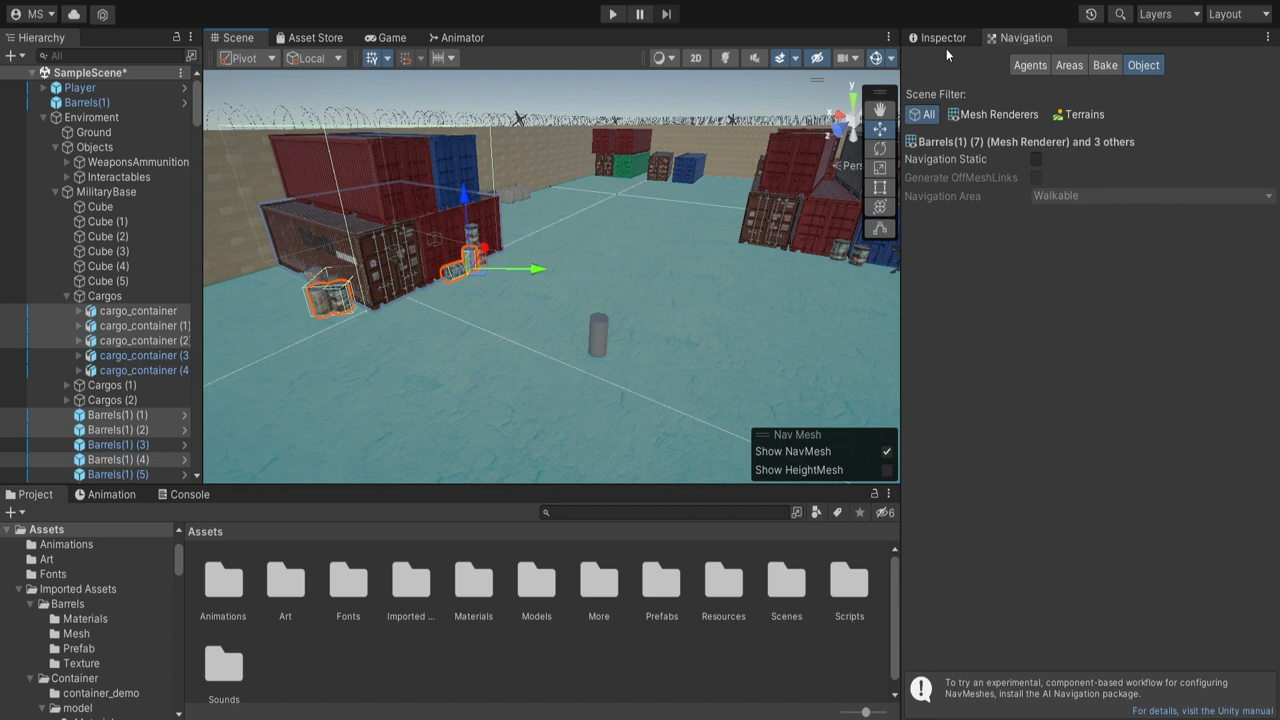 MS
Layers
Layout
Hierarchy
Scene
Asset Store
Game
Animator
Inspector
Navigation
All
Pivot
Local
2D
Agents
Areas
Bake
Object
SampleScene*
Player
Barrels(1)
Enviroment
Ground
Objects
WeaponsAmmunition
Interactables
MilitaryBase
Cube
Cube (1)
Cube (2)
Cube (3)
Cube (4)
Cube (5)
Cargos
cargo_container
cargo_container (1)
cargo_container (2
cargo_container (3
cargo_container (4
Cargos (1)
Cargos (2)
Barrels(1) (1)
Barrels(1) (2)
Barrels(1) (3)
Barrels(1) (4)
Barrels(1) (5)
y
x
z
Pers
Nav Mesh
Show NavMesh
Show HeightMesh
Scene Filter:
All
Mesh Renderers
Terrains
Barrels(1) (7) (Mesh Renderer) and 3 others
Navigation Static
Generate OffMeshLinks
Navigation Area
Walkable
Project
Animation
Console
6
Assets
Animations
Art
Fonts
Imported Assets
Barrels
Materials
Mesh
Prefab
Texture
Container
container_demo
model
Assets
Animations
Art
Fonts
Imported ...
Materials
Models
More
Prefabs
Resources
Scenes
Scripts
Sounds
To try an experimental, component-based workflow for configuring
NavMeshes, install the AI Navigation package.
For details, visit the Unity manual